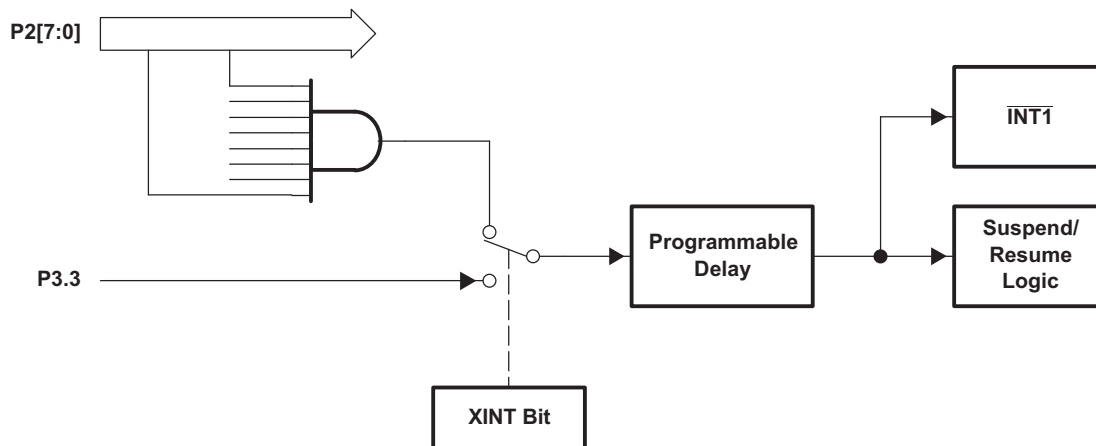 P2[7:0]
INT1
Programmable
Delay
Suspend/
Resume
Logic
P3.3
XINT Bit